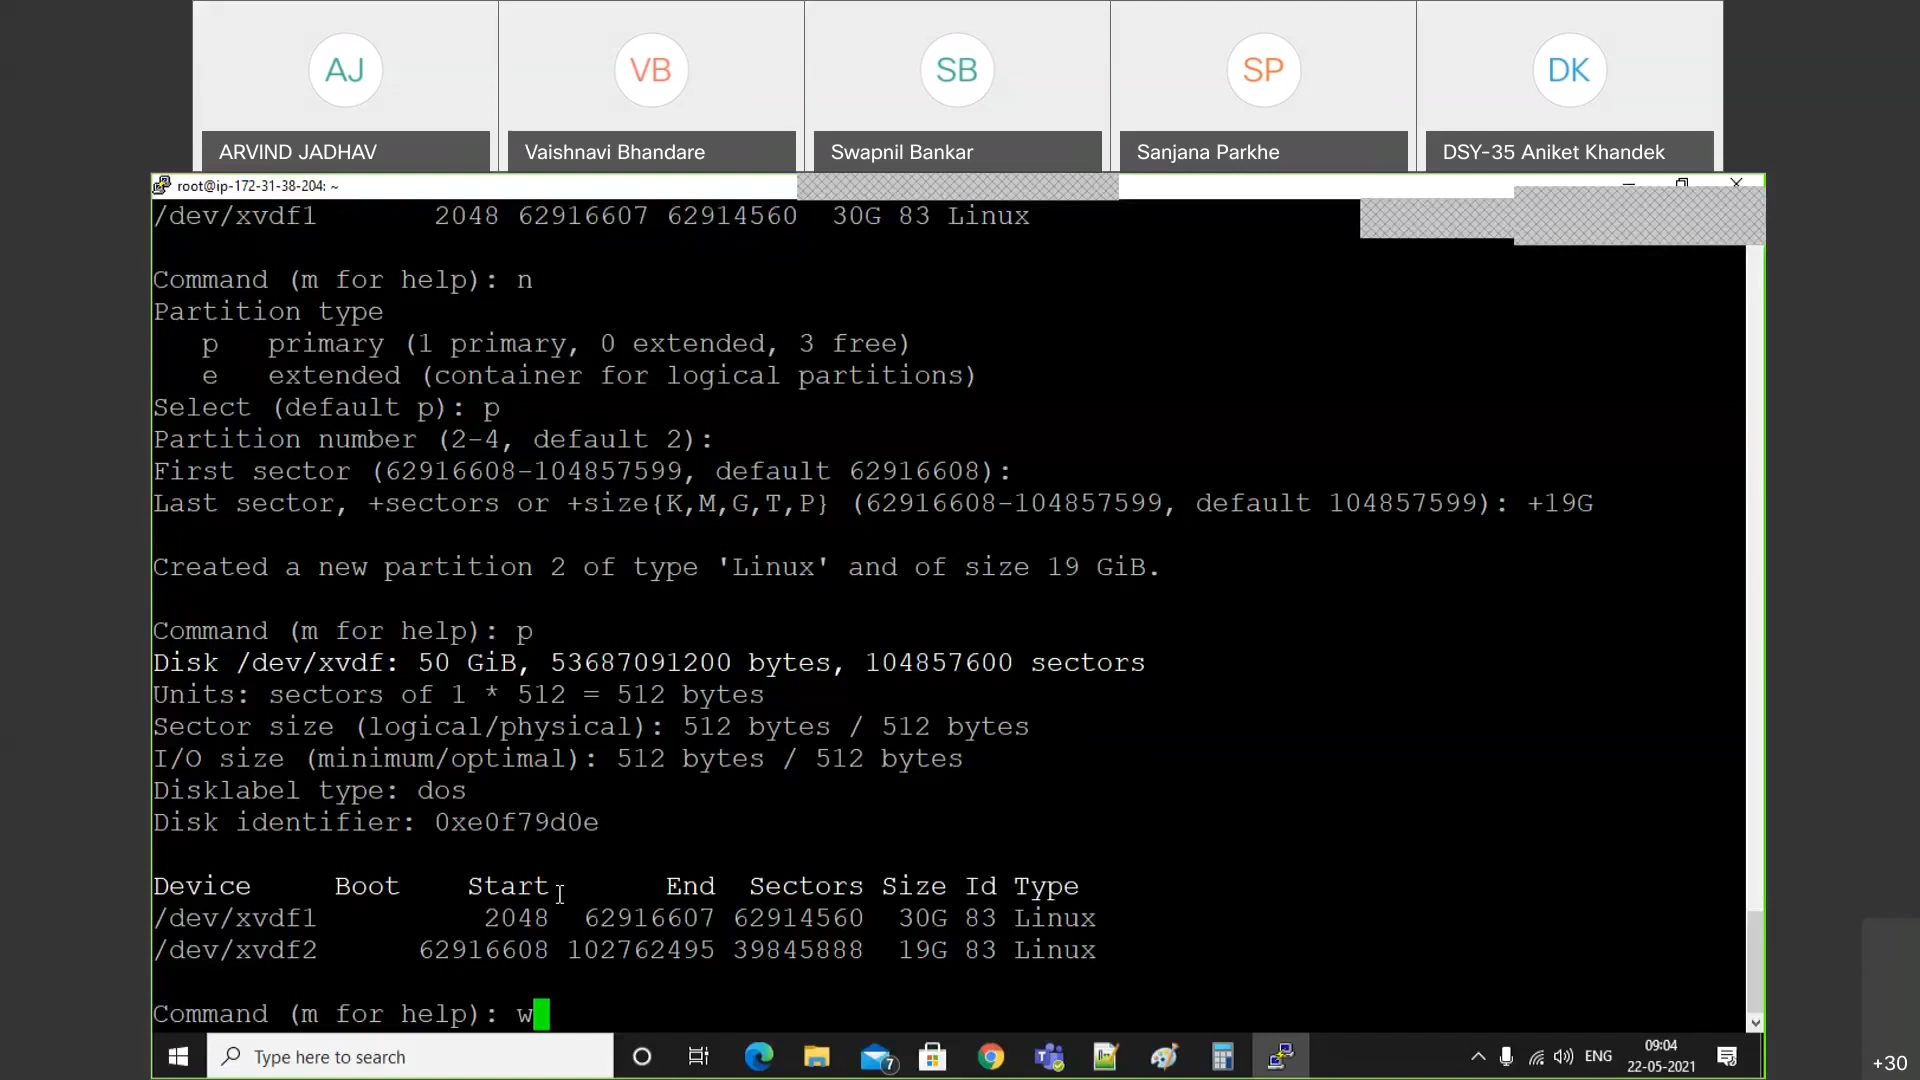 AJ
VB
SB
SP
DK
ARVIND JADHAV
Vaishnavi Bhandare
Swapnil Bankar
Sanjana Parkhe
DSY-35 Aniket Khandek
root@ip-172-31-38-204: ~
/dev/xvdf1 2048 62916607 62914560 30G 83 Linux
Command (m for help): n
Partition type
p primary (1 primary, 0 extended, 3 free)
e extended (container for logical partitions)
Select (default p): p
Partition number (2-4, default 2):
First sector (62916608-104857599, default 62916608):
Last sector, +sectors or +size{K,M,G,T,P} (62916608-104857599, default 104857599): +19G
Created a new partition 2 of type 'Linux' and of size 19 GiB.
Command (m for help): p
Disk /dev/xvdf: 50 GiB, 53687091200 bytes, 104857600 sectors
Units: sectors of 1 * 512 = 512 bytes
Sector size (logical/physical): 512 bytes / 512 bytes
I/O size (minimum/optimal): 512 bytes / 512 bytes
Disklabel type: dos
Disk identifier: 0xe0f79d0e
Device Boot Start End Sectors Size Id Type
/dev/xvdf1 2048 62916607 62914560 30G 83 Linux
/dev/xvdf2 62916608 102762495 39845888 19G 83 Linux
Command (m for help): w
Type here to search
7
ENG
09:04
22-05-2021
+30